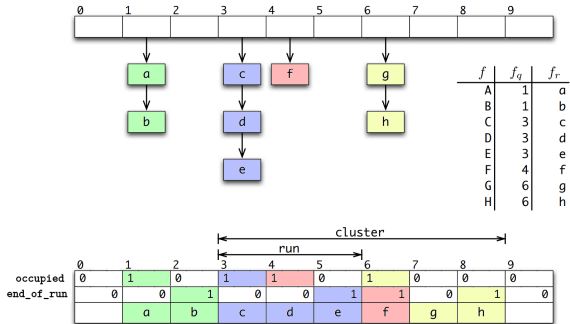 0 1 2 3 4 5 6 7 8 9
a c f g
b d h
e
f f_q f_r
A 1 a
B 1 b
C 3 c
D 3 d
E 3 e
F 4 f
G 6 g
H 6 h
cluster
run
0 1 2 3 4 5 6 7 8 9
occupied 0 1 0 1 1 0 1 0 0 0
end_of_run 0 0 1 0 0 1 1 0 1 0
a b c d e f g h